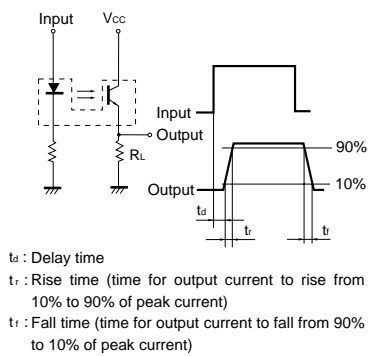 Input Vcc
Input
Output
RL
90%
Output
10%
td
tr
tf
td : Delay time
tr : Rise time (time for output current to rise from
10% to 90% of peak current)
tf : Fall time (time for output current to fall from 90%
to 10% of peak current)